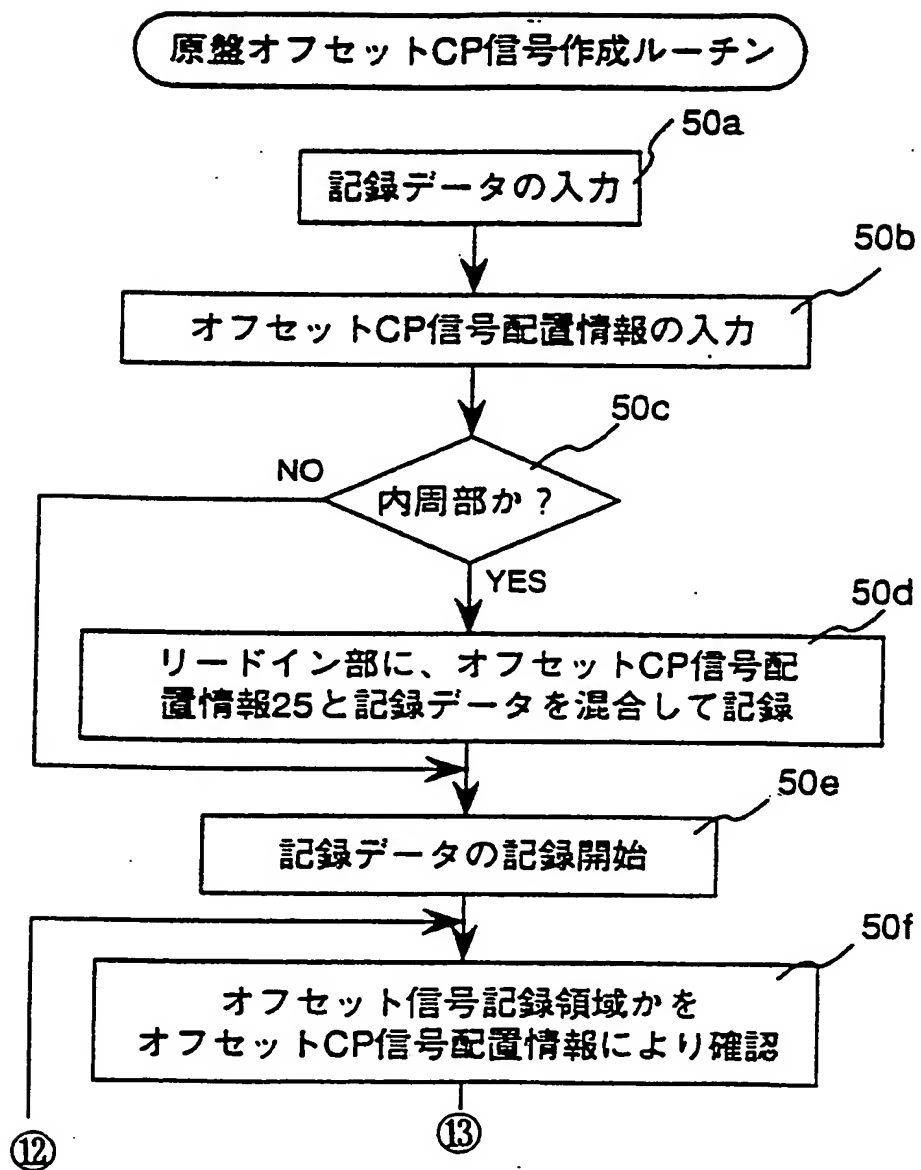 原盤オフセットCP信号作成ルーチン
50a
記録データの入力
50b
オフセットCP信号配置情報の入力
50c
NO
内周部か？
YES
50d
リードイン部に、オフセットCP信号配
置情報25と記録データを混合して記録
50e
記録データの記録開始
50f
オフセット信号記録領域かを
オフセットCP信号配置情報により確認
⑫
⑬